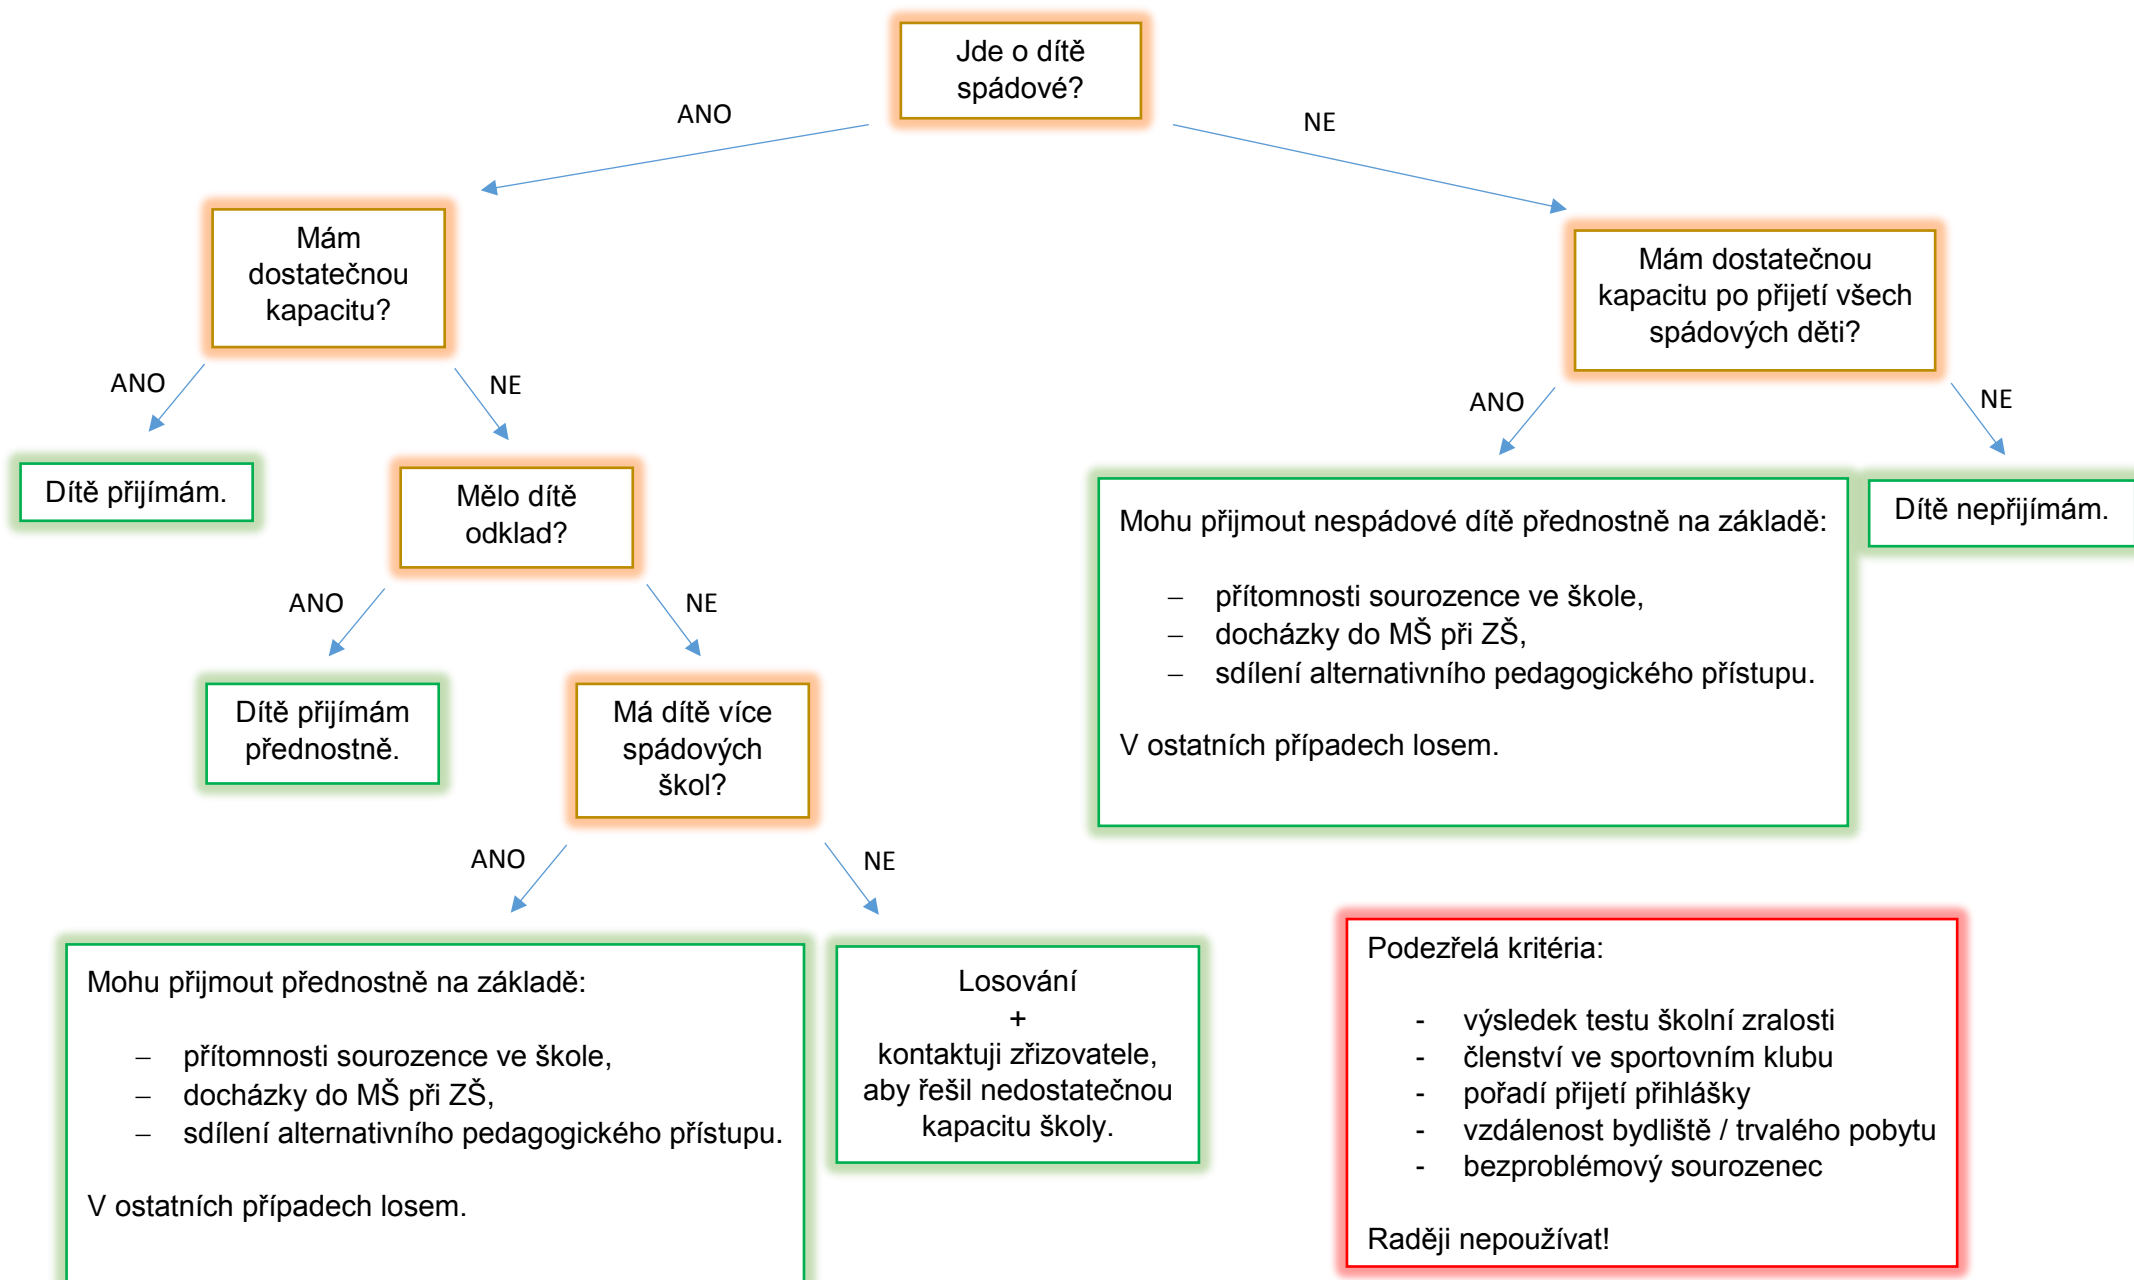 Jde o dítě
spádové?
ANO
NE
Mám
dostatečnou
kapacitu?
Mám dostatečnou
kapacitu po přijetí všech
spádových děti?
ANO
NE
ANO
NE
Dítě přijímám.
Mělo dítě
odklad?
Mohu přijmout nespádové dítě přednostně na základě:
– přítomnosti sourozence ve škole,
– docházky do MŠ při ZŠ,
– sdílení alternativního pedagogického přístupu.
V ostatních případech losem.
Dítě nepřijímám.
ANO
NE
Dítě přijímám
přednostně.
Má dítě více
spádových
škol?
ANO
NE
Mohu přijmout přednostně na základě:
– přítomnosti sourozence ve škole,
– docházky do MŠ při ZŠ,
– sdílení alternativního pedagogického přístupu.
V ostatních případech losem.
Losování
+
kontaktuji zřizovatele,
aby řešil nedostatečnou
kapacitu školy.
Podezřelá kritéria:
- výsledek testu školní zralosti
- členství ve sportovním klubu
- pořadí přijetí přihlášky
- vzdálenost bydliště / trvalého pobytu
- bezproblémový sourozenec
Raději nepoužívat!